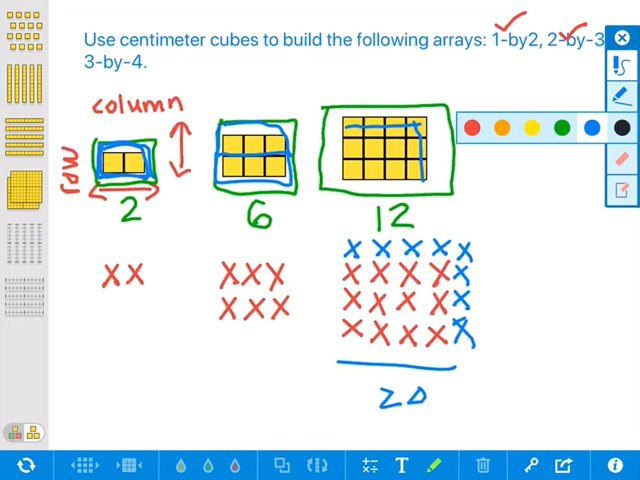 Use centimeter cubes to build the following arrays: 1-by2, 2-by-3
3-by-4.
column
row
2 6 12
X X X X X
X X X X X X X X X X
X X X X X X X X
X X X X X
20